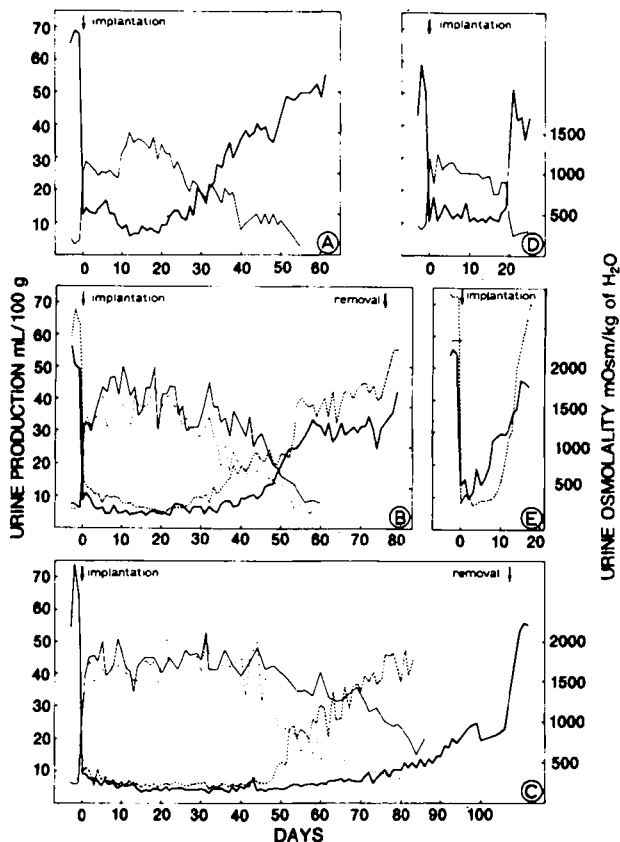 implantation
70
60
50
40
30
20
10
0 10 20 30 40 50 60
A
implantation
1500
1000
500
0 20
D
URINE PRODUCTION mL/100 g
implantation removal
70
60
50
40
30
20
10
0 10 20 30 40 50 60 70 80
B
implantation
2000
1500
1000
500
0 10 20
E
URINE OSMOLALITY mOsm/kg of H₂O
implantation removal
70
60
50
40
30
20
10
2000
1500
1000
500
0 10 20 30 40 50 60 70 80 90 100
C
DAYS